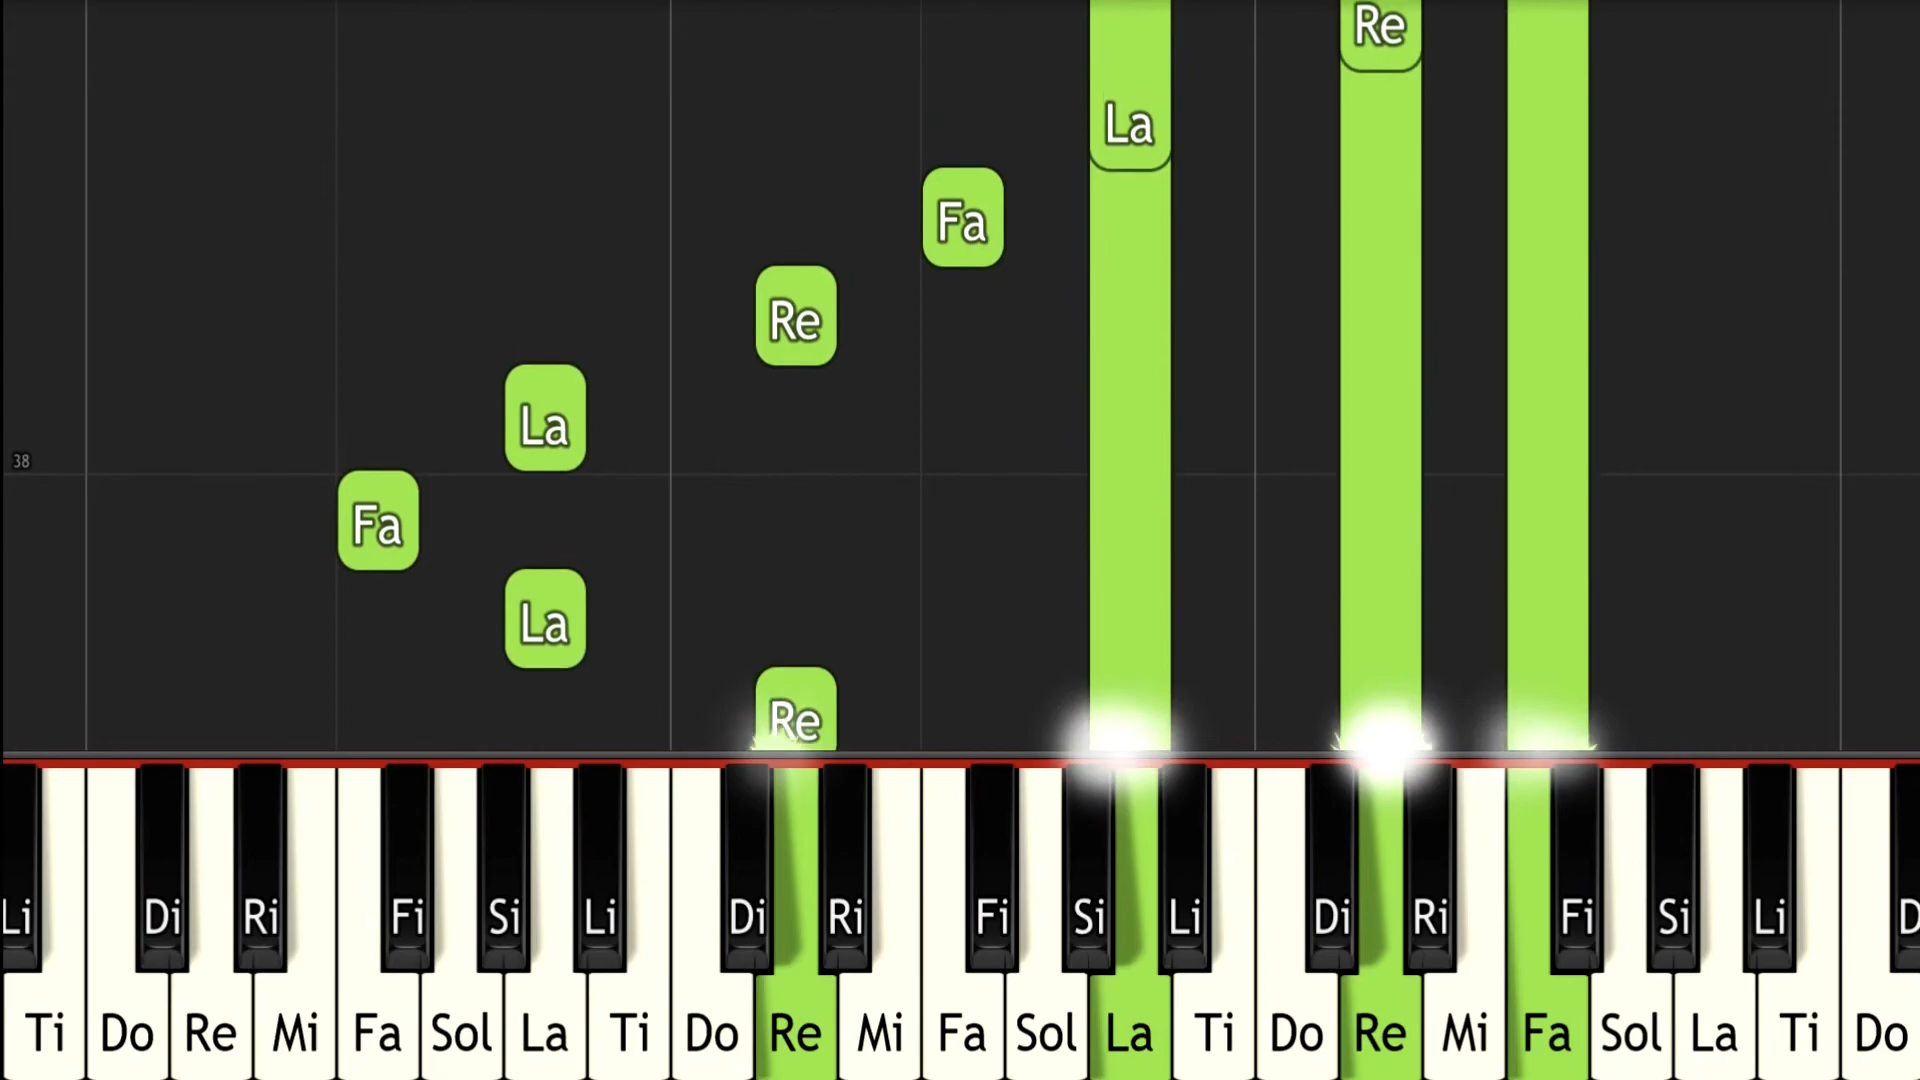 Re
La
Fa
Re
La
38
Fa
La
Re
Li Di Ri Fi Si Li Di Ri Fi Si Li Di Ri Fi Si Li D
Ti Do Re Mi Fa Sol La Ti Do Re Mi Fa Sol La Ti Do Re Mi Fa Sol La Ti Do